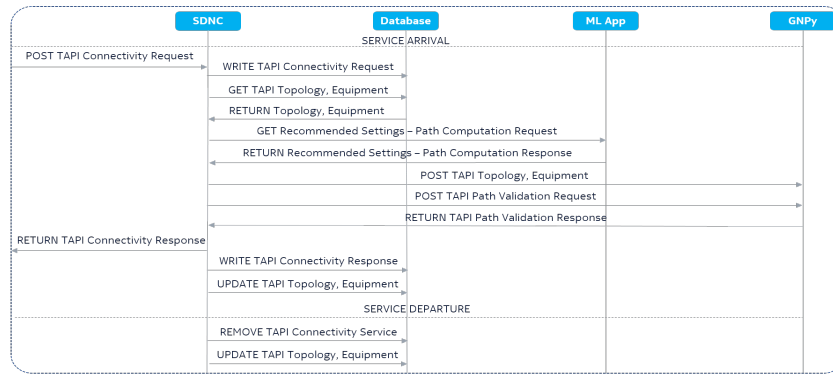 SDNC Database ML App GNPy
SERVICE ARRIVAL
POST TAPI Connectivity Request
WRITE TAPI Connectivity Request
GET TAPI Topology, Equipment
RETURN Topology, Equipment
GET Recommended Settings – Path Computation Request
RETURN Recommended Settings – Path Computation Response
POST TAPI Topology, Equipment
POST TAPI Path Validation Request
RETURN TAPI Path Validation Response
RETURN TAPI Connectivity Response
WRITE TAPI Connectivity Response
UPDATE TAPI Topology, Equipment
SERVICE DEPARTURE
REMOVE TAPI Connectivity Service
UPDATE TAPI Topology, Equipment